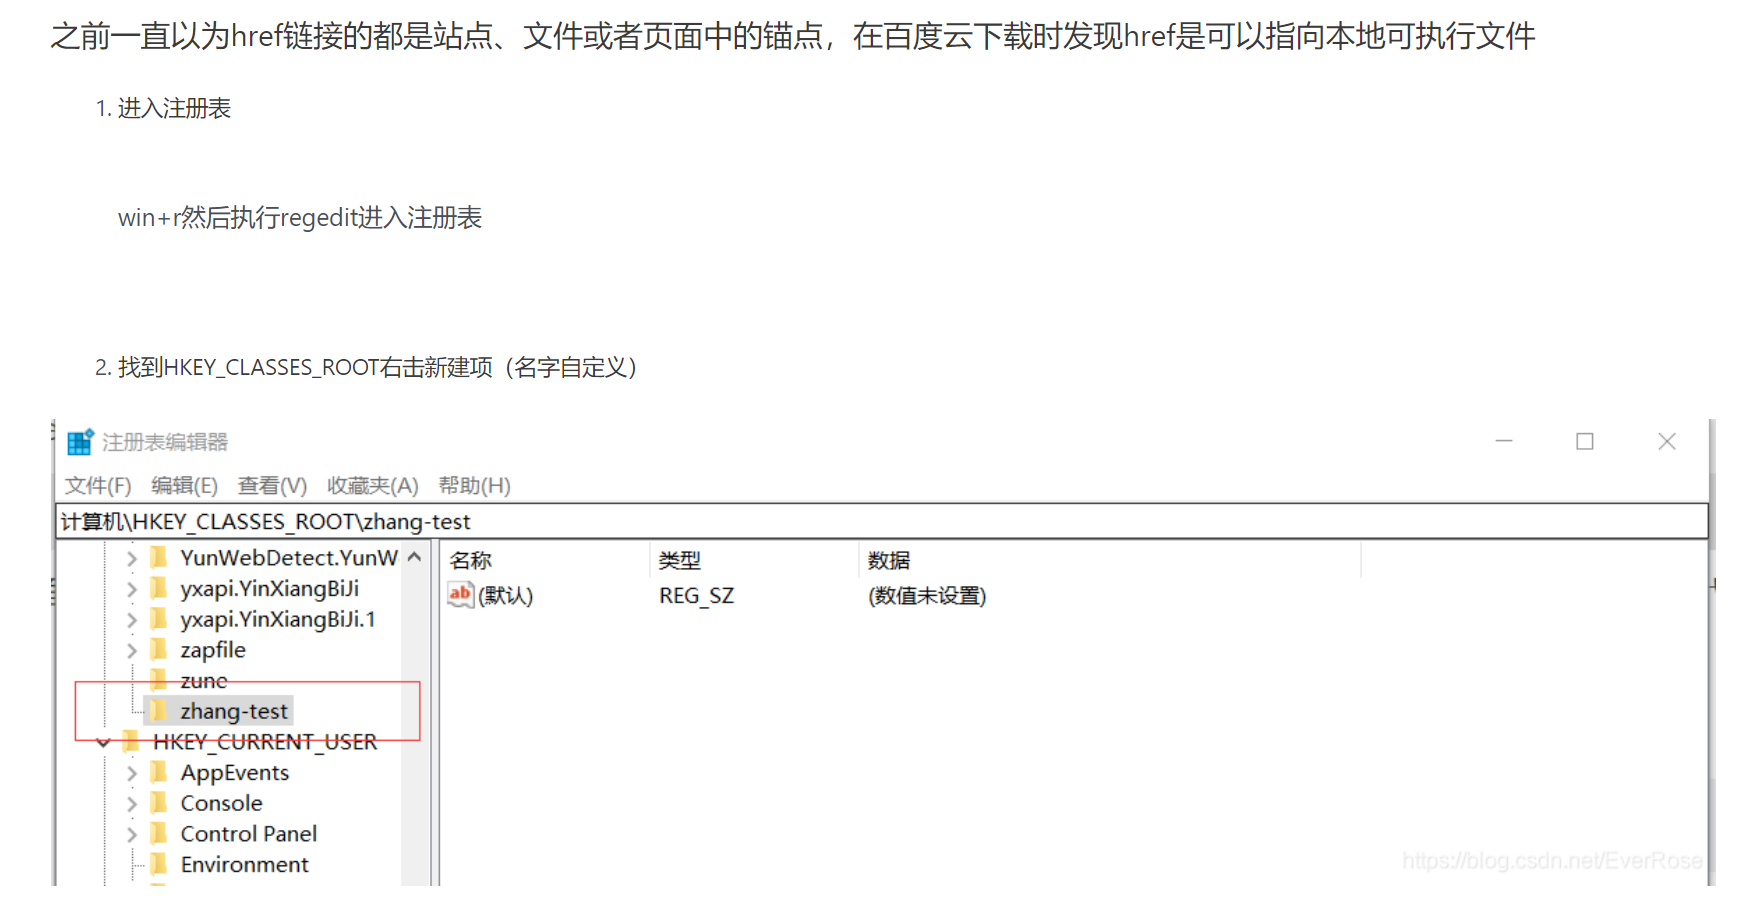 之前一直以为href链接的都是站点、文件或者页面中的锚点，在百度云下载时发现href是可以指向本地可执行文件
1. 进入注册表
win+r然后执行regedit进入注册表
2. 找到HKEY_CLASSES_ROOT右击新建项（名字自定义）
注册表编辑器
文件(F) 编辑(E) 查看(V) 收藏夹(A) 帮助(H)
计算机\HKEY_CLASSES_ROOT\zhang-test
YunWebDetect.YunW
yxapi.YinXiangBiJi
yxapi.YinXiangBiJi.1
zapfile
zune
zhang-test
HKEY_CURRENT_USER
AppEvents
Console
Control Panel
Environment
名称 类型 数据
ab (默认) REG_SZ (数值未设置)
https://blog.csdn.net/EverRose